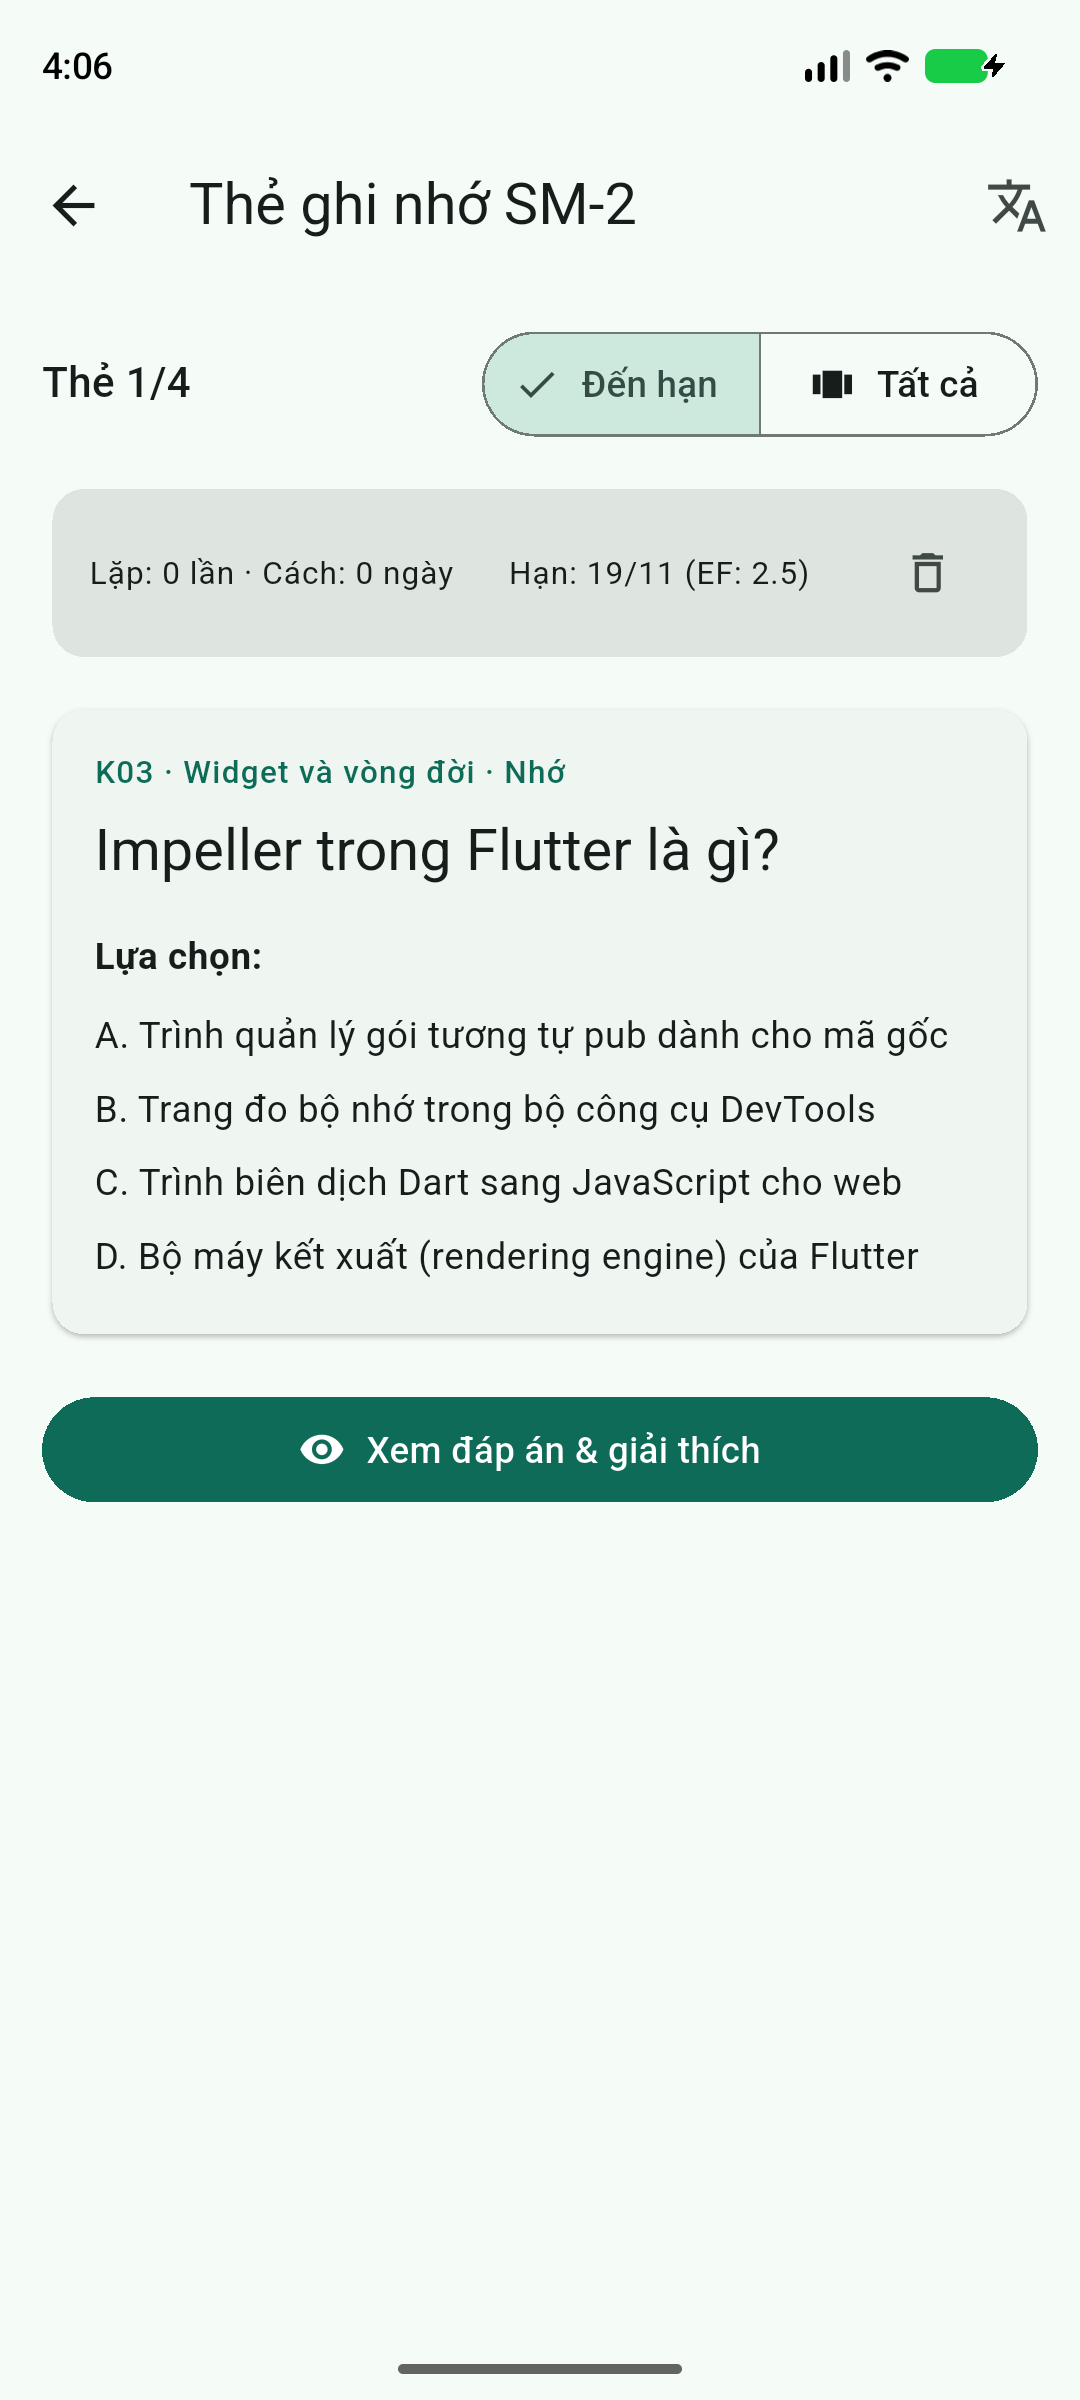 4:06
Thẻ ghi nhớ SM-2
Thẻ 1/4
Đến hạn
Tất cả
Lặp: 0 lần · Cách: 0 ngày
Hạn: 19/11 (EF: 2.5)
K03 · Widget và vòng đời · Nhớ
Impeller trong Flutter là gì?
Lựa chọn:
A. Trình quản lý gói tương tự pub dành cho mã gốc
B. Trang đo bộ nhớ trong bộ công cụ DevTools
C. Trình biên dịch Dart sang JavaScript cho web
D. Bộ máy kết xuất (rendering engine) của Flutter
Xem đáp án & giải thích